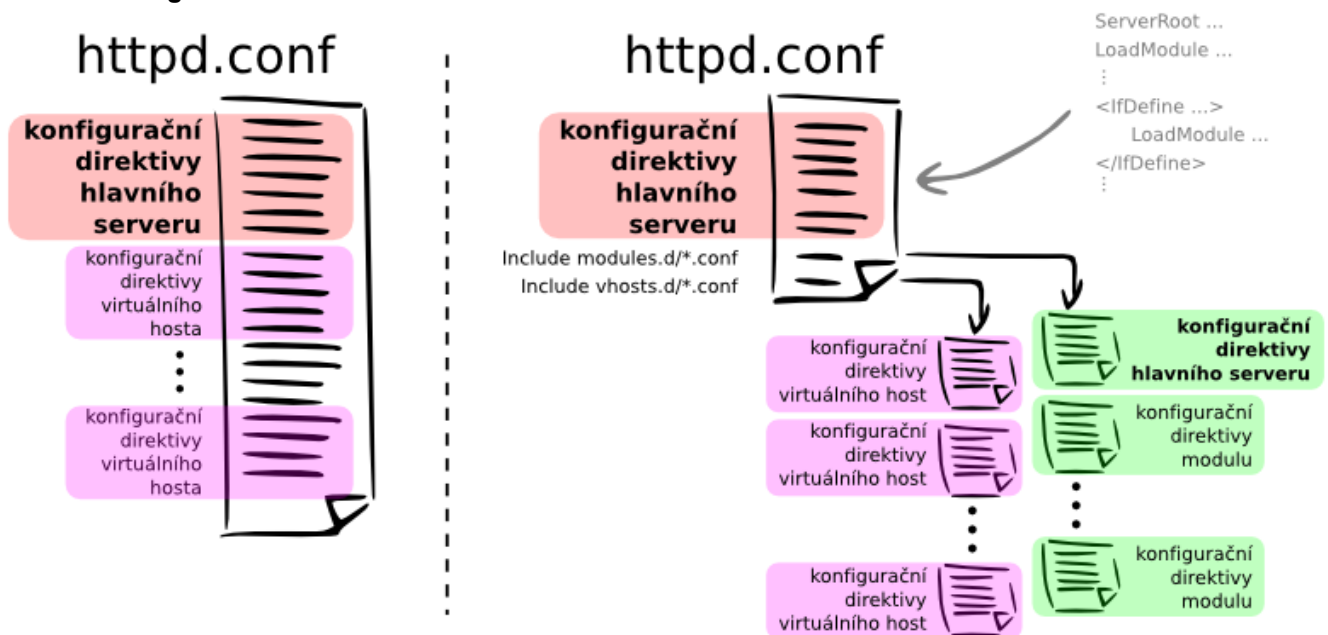 httpd.conf
konfigurační
direktivy
hlavního
serveru
konfigurační
direktivy
virtuálního
hosta
konfigurační
direktivy
virtuálního
hosta
httpd.conf
konfigurační
direktivy
hlavního
serveru
Include modules.d/*.conf
Include vhosts.d/*.conf
ServerRoot ...
LoadModule ...
⋮
<IfDefine ...>
LoadModule ...
</IfDefine>
⋮
konfigurační
direktivy
virtuálního host
konfigurační
direktivy
virtuálního host
konfigurační
direktivy
virtuálního host
konfigurační
direktivy
hlavního serveru
konfigurační
direktivy
modulu
konfigurační
direktivy
modulu